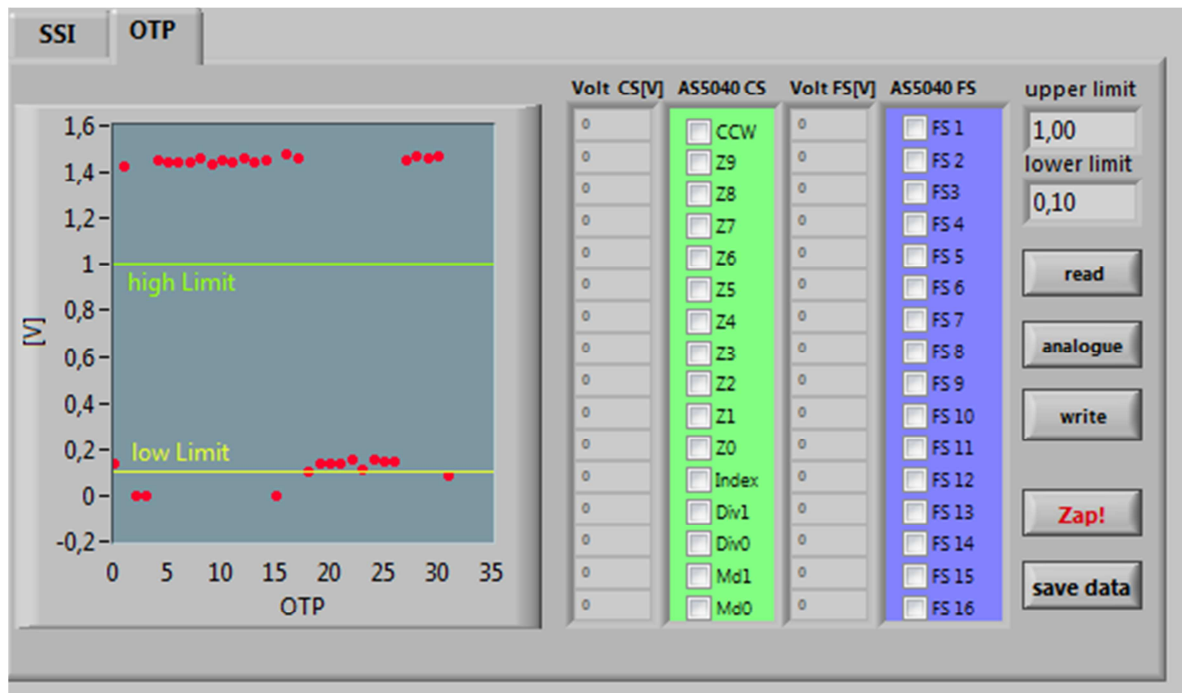 SSI OTP
Volt CS[V] AS5040 CS Volt FS[V] AS5040 FS upper limit
1,6
1,4
1,2
1
0,8
0,6
0,4
0,2
0
-0,2
[V]
high Limit
low Limit
0 5 10 15 20 25 30 35
OTP
0 CCW 0 FS 1
0 Z9 0 FS 2
0 Z8 0 FS3
0 Z7 0 FS 4
0 Z6 0 FS 5
0 Z5 0 FS 6
0 Z4 0 FS 7
0 Z3 0 FS 8
0 Z2 0 FS 9
0 Z1 0 FS 10
0 Z0 0 FS 11
0 Index 0 FS 12
0 Div1 0 FS 13
0 Div0 0 FS 14
0 Md1 0 FS 15
0 Md0 0 FS 16
1,00
lower limit
0,10
read
analogue
write
Zap!
save data